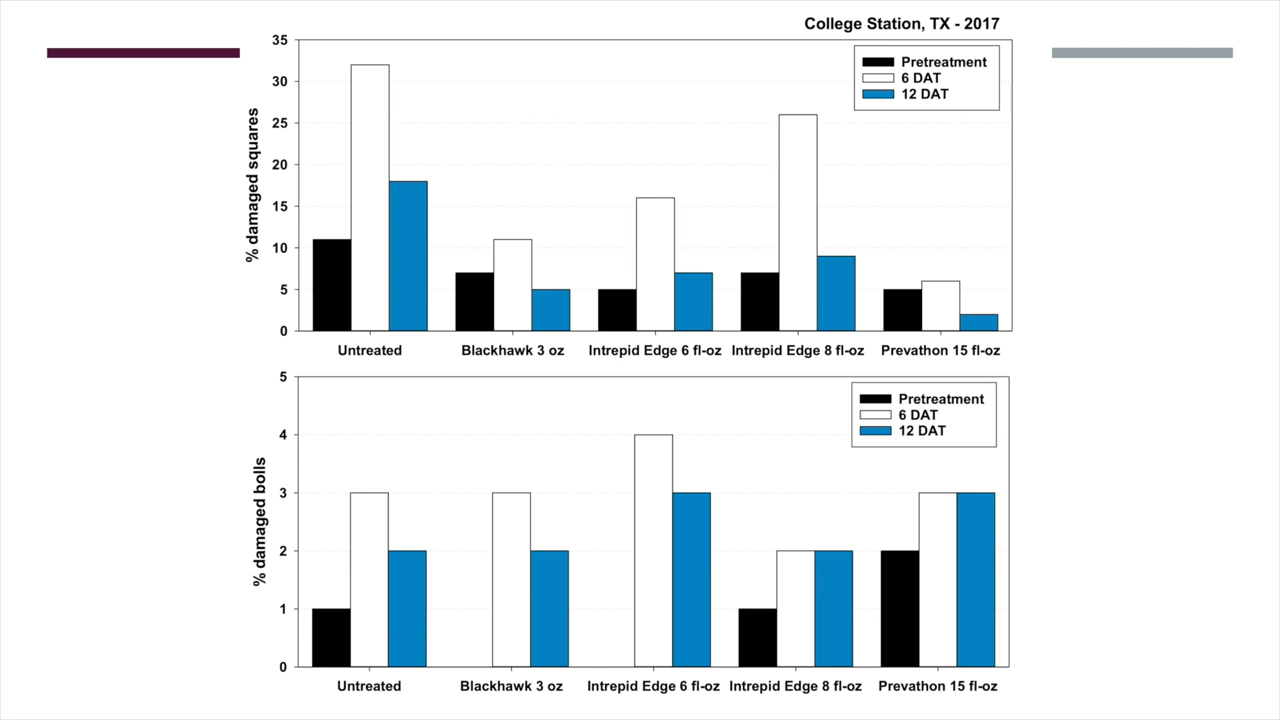 College Station, TX - 2017
35
30
25
20
15
10
5
0
% damaged squares
Pretreatment
6 DAT
12 DAT
Untreated Blackhawk 3 oz Intrepid Edge 6 fl-oz Intrepid Edge 8 fl-oz Prevathon 15 fl-oz
5
4
3
2
1
0
% damaged bolls
Pretreatment
6 DAT
12 DAT
Untreated Blackhawk 3 oz Intrepid Edge 6 fl-oz Intrepid Edge 8 fl-oz Prevathon 15 fl-oz